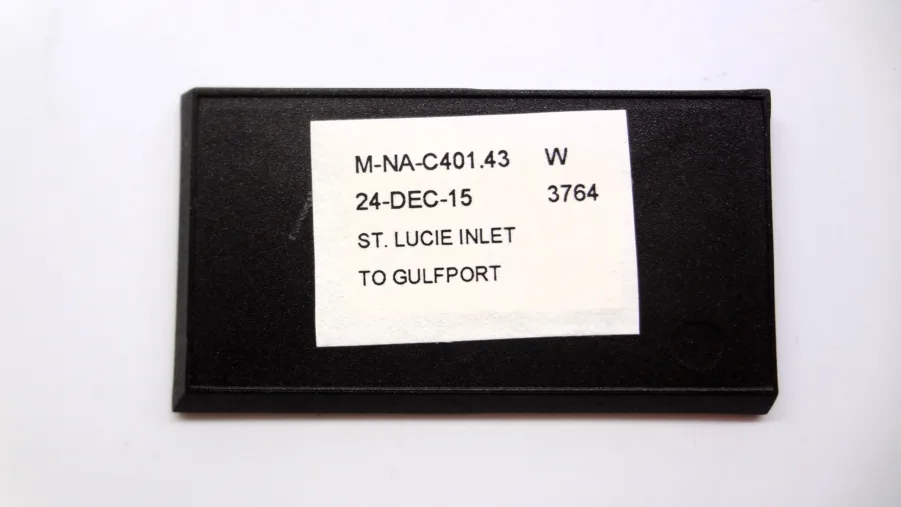 M-NA-C401.43 W
24-DEC-15 3764
ST. LUCIE INLET
TO GULFPORT